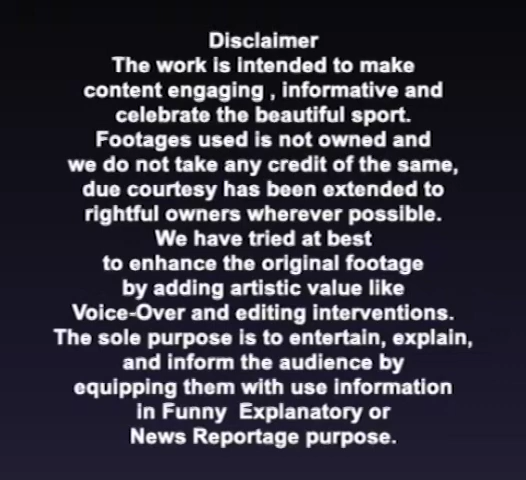 Disclaimer
The work is intended to make
content engaging , informative and
celebrate the beautiful sport.
Footages used is not owned and
we do not take any credit of the same,
due courtesy has been extended to
rightful owners wherever possible.
We have tried at best
to enhance the original footage
by adding artistic value like
Voice-Over and editing interventions.
The sole purpose is to entertain, explain,
and inform the audience by
equipping them with use information
in Funny  Explanatory or
News Reportage purpose.